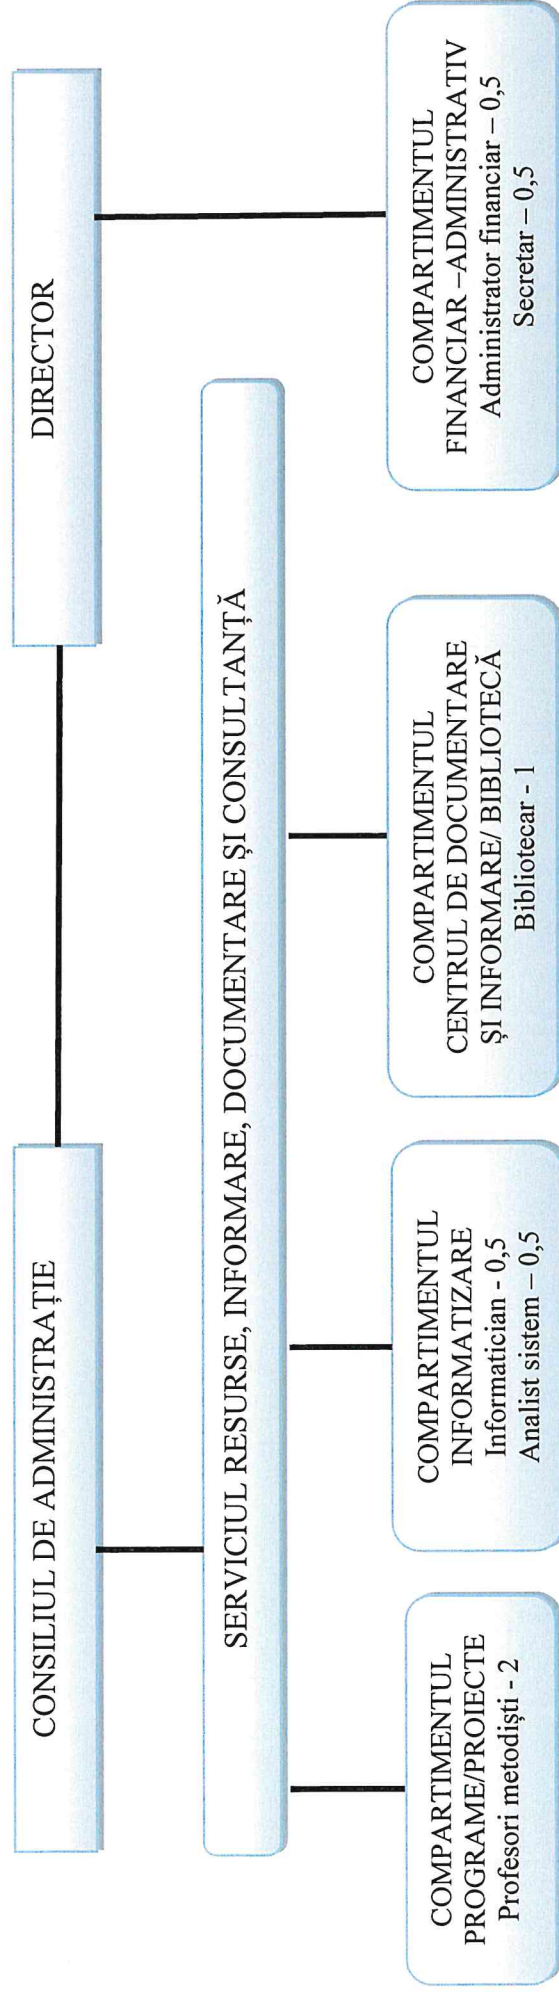 CONSILIUL DE ADMINISTRAȚIE
DIRECTOR
SERVICIUL RESURSE, INFORMARE, DOCUMENTARE ȘI CONSULTANȚĂ
COMPARTIMENTUL
PROGRAME/PROIECTE
Profesori metodiști - 2
COMPARTIMENTUL
INFORMATIZARE
Informatician - 0,5
Analist sistem – 0,5
COMPARTIMENTUL
CENTRUL DE DOCUMENTARE
ȘI INFORMARE/ BIBLIOTECĂ
Bibliotecar - 1
COMPARTIMENTUL
FINANCIAR –ADMINISTRATIV
Administrator financiar – 0,5
Secretar – 0,5